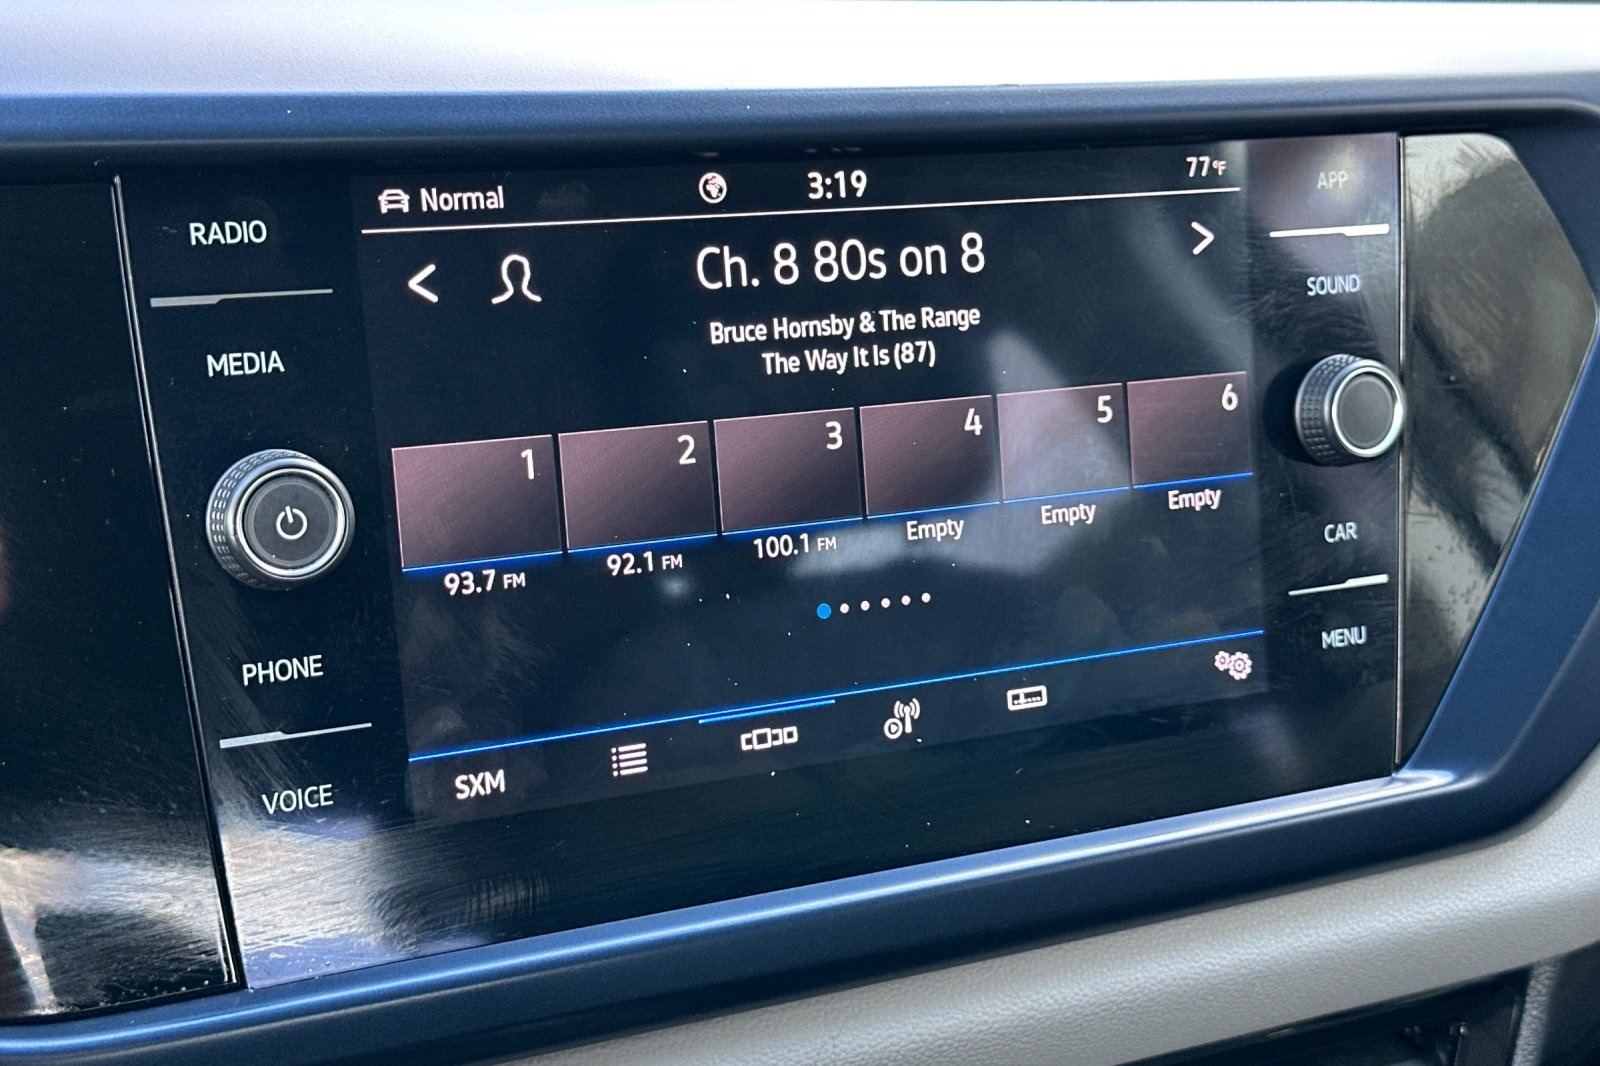 RADIO
MEDIA
PHONE
VOICE
Normal
3:19
77°F
Ch. 8 80s on 8
Bruce Hornsby & The Range
The Way It Is (87)
1
2
3
4
5
6
93.7 FM
92.1 FM
100.1 FM
Empty
Empty
Empty
SXM
APP
SOUND
CAR
MENU